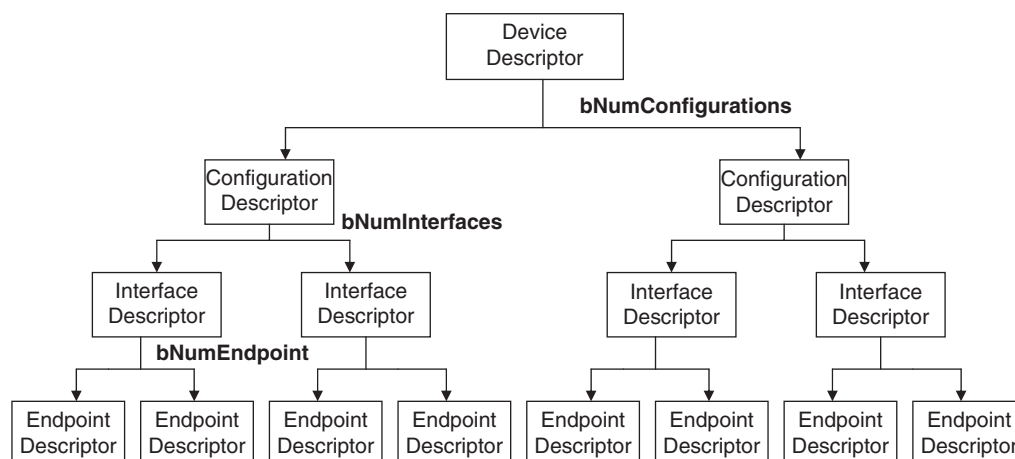 Device
Descriptor
bNumConfigurations
Configuration
Descriptor
Configuration
Descriptor
bNumInterfaces
Interface
Descriptor
Interface
Descriptor
Interface
Descriptor
Interface
Descriptor
bNumEndpoint
Endpoint
Descriptor
Endpoint
Descriptor
Endpoint
Descriptor
Endpoint
Descriptor
Endpoint
Descriptor
Endpoint
Descriptor
Endpoint
Descriptor
Endpoint
Descriptor